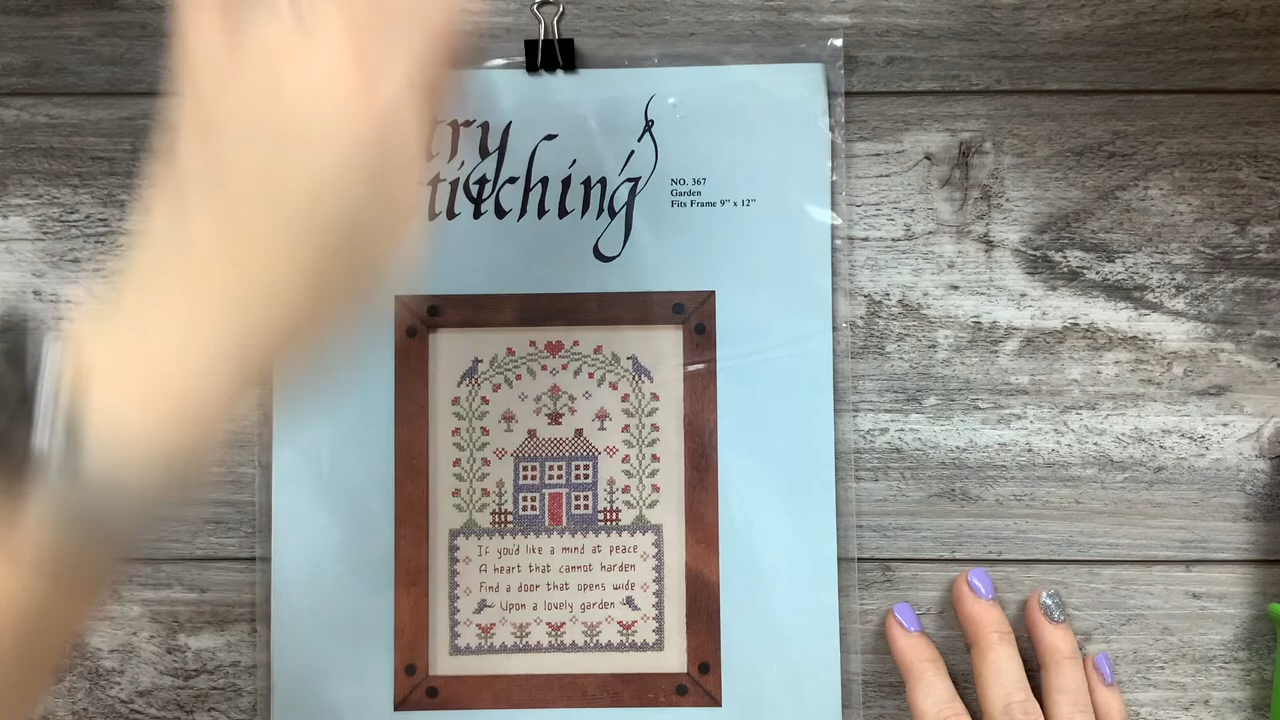 try
titching
NO. 367
Garden
Fits Frame 9" x 12"
If you'd like a mind at peace
A heart that cannot harden
Find a door that opens wide
Upon a lovely garden